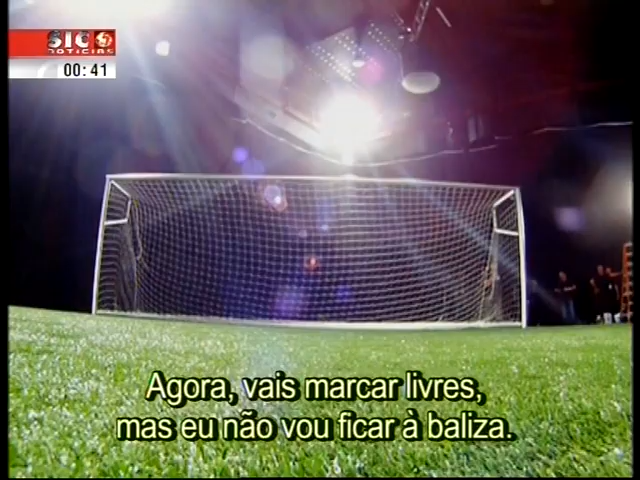 SIC
NOTÍCIAS
00:41
Agora, vais marcar livres,
mas eu não vou ficar à baliza.